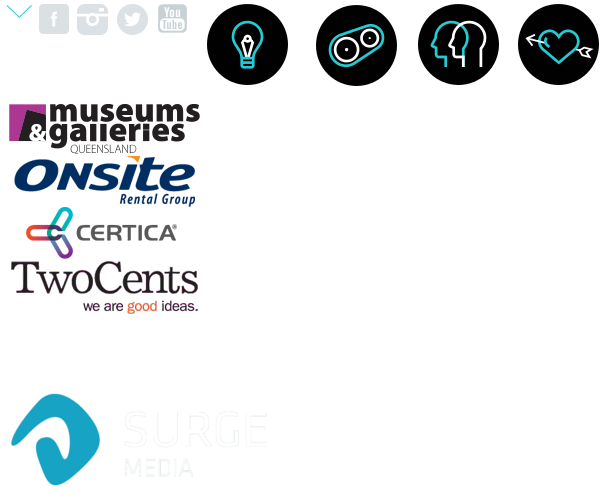 f
You
Tube
museums
& galleries
QUEENSLAND
ONSITE
Rental Group
CERTICA®
TwoCents
we are good ideas.
SURGE
MEDIA